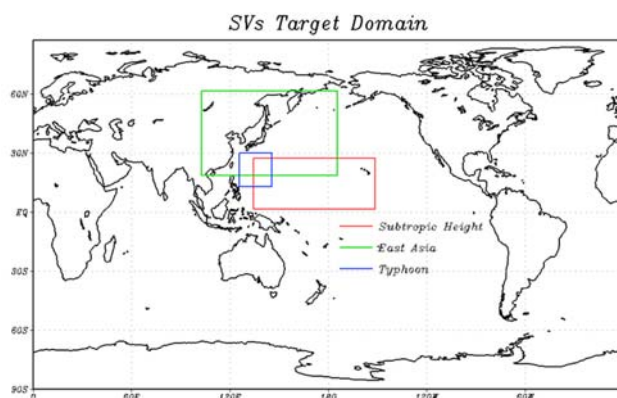 SVs Target Domain
60N
30N
EQ
30S
60S
90S
Subtropic Height
East Asia
Typhoon
0
60E
120E
180
120W
60W